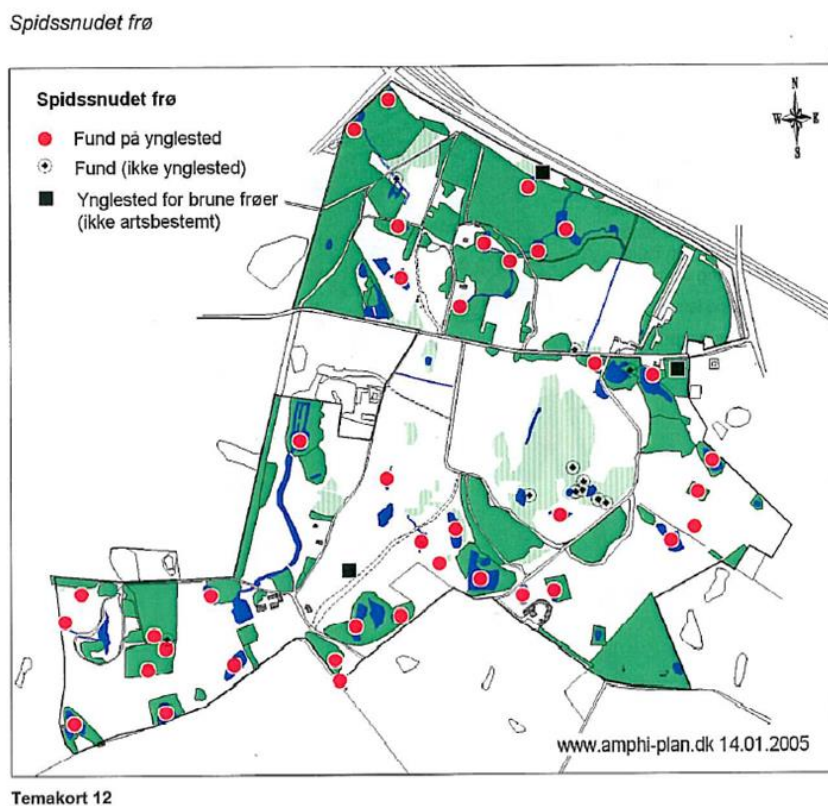 Spidssnudet frø
Spidssnudet frø
Fund på ynglested
Fund (ikke ynglested)
Ynglested for brune frøer
(ikke artsbestemt)
N
W E
S
www.amphi-plan.dk 14.01.2005
Temakort 12